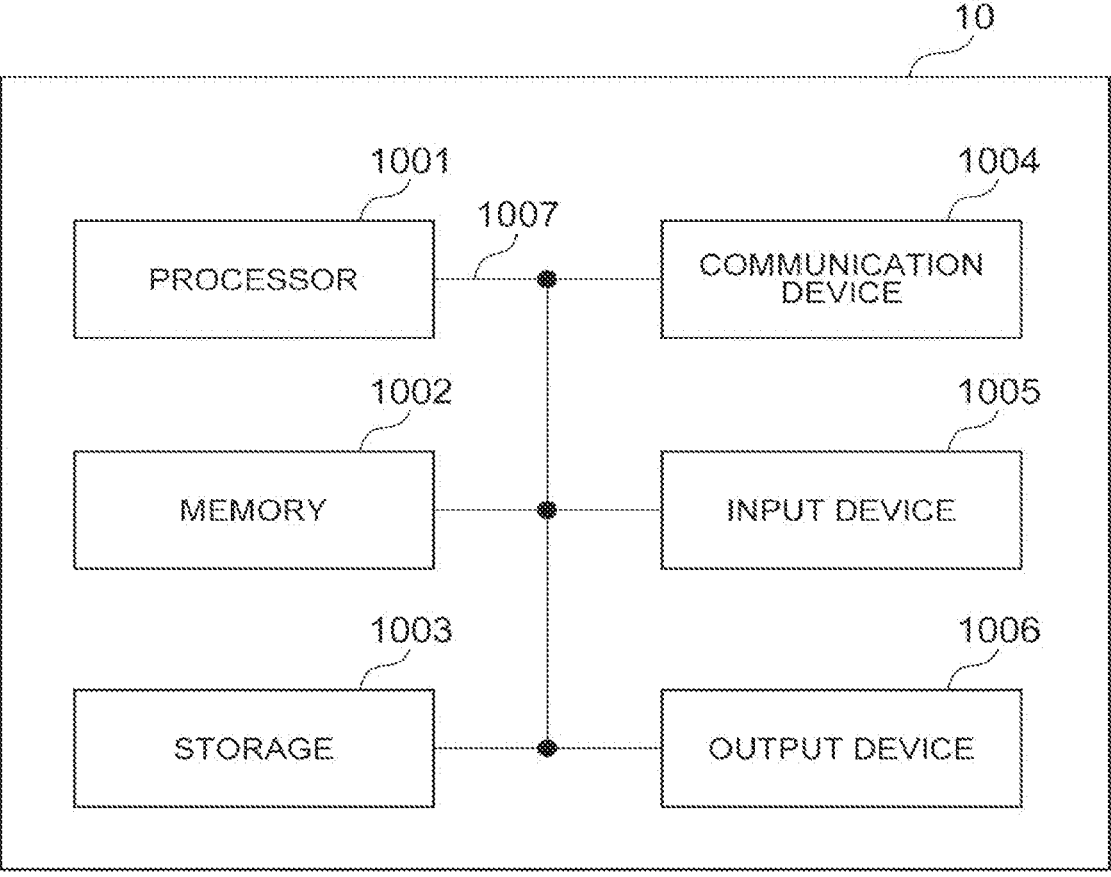 10
1001
1004
1007
PROCESSOR
COMMUNICATION
DEVICE
1002
1005
MEMORY
INPUT DEVICE
1003
1006
STORAGE
OUTPUT DEVICE